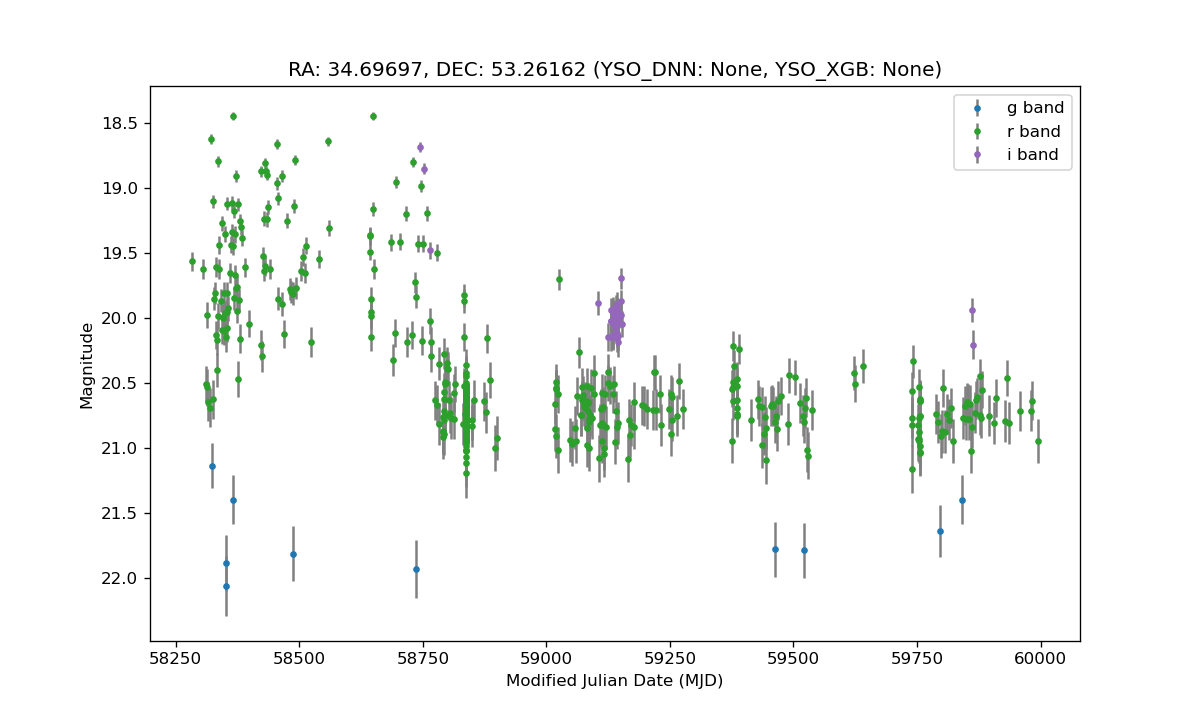 RA: 34.69697, DEC: 53.26162 (YSO_DNN: None, YSO_XGB: None)
g band
r band
i band
18.5
19.0
19.5
20.0
20.5
21.0
21.5
22.0
Magnitude
58250 58500 58750 59000 59250 59500 59750 60000
Modified Julian Date (MJD)